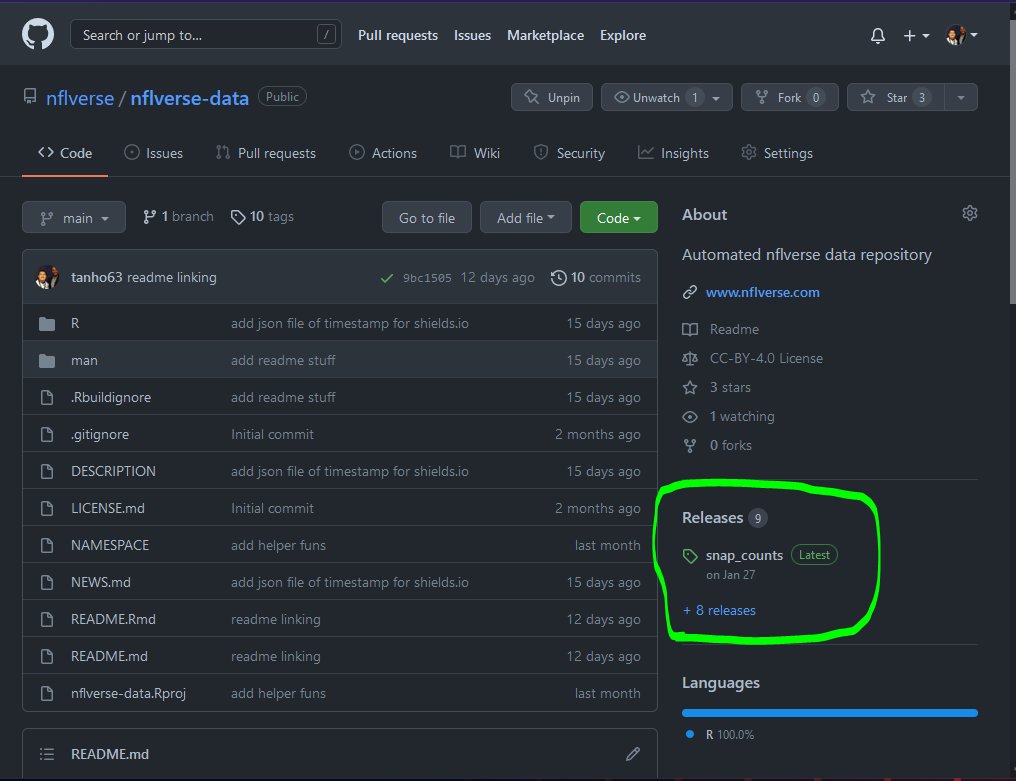 Search or jump to... /
Pull requests Issues Marketplace Explore
nflverse / nflverse-data Public
Unpin Unwatch 1 Fork 0 Star 3
Code Issues Pull requests Actions Wiki Security Insights Settings
main 1 branch 10 tags Go to file Add file Code
tanho63 readme linking 9bc1505 12 days ago 10 commits
R add json file of timestamp for shields.io 15 days ago
man add readme stuff 15 days ago
.Rbuildignore add readme stuff 15 days ago
.gitignore Initial commit 2 months ago
DESCRIPTION add json file of timestamp for shields.io 15 days ago
LICENSE.md Initial commit 2 months ago
NAMESPACE add helper funs last month
NEWS.md add json file of timestamp for shields.io 15 days ago
README.Rmd readme linking 12 days ago
README.md readme linking 12 days ago
nflverse-data.Rproj add helper funs last month
README.md
About
Automated nflverse data repository
www.nflverse.com
Readme
CC-BY-4.0 License
3 stars
1 watching
0 forks
Releases 9
snap_counts Latest
on Jan 27
+ 8 releases
Languages
R 100.0%